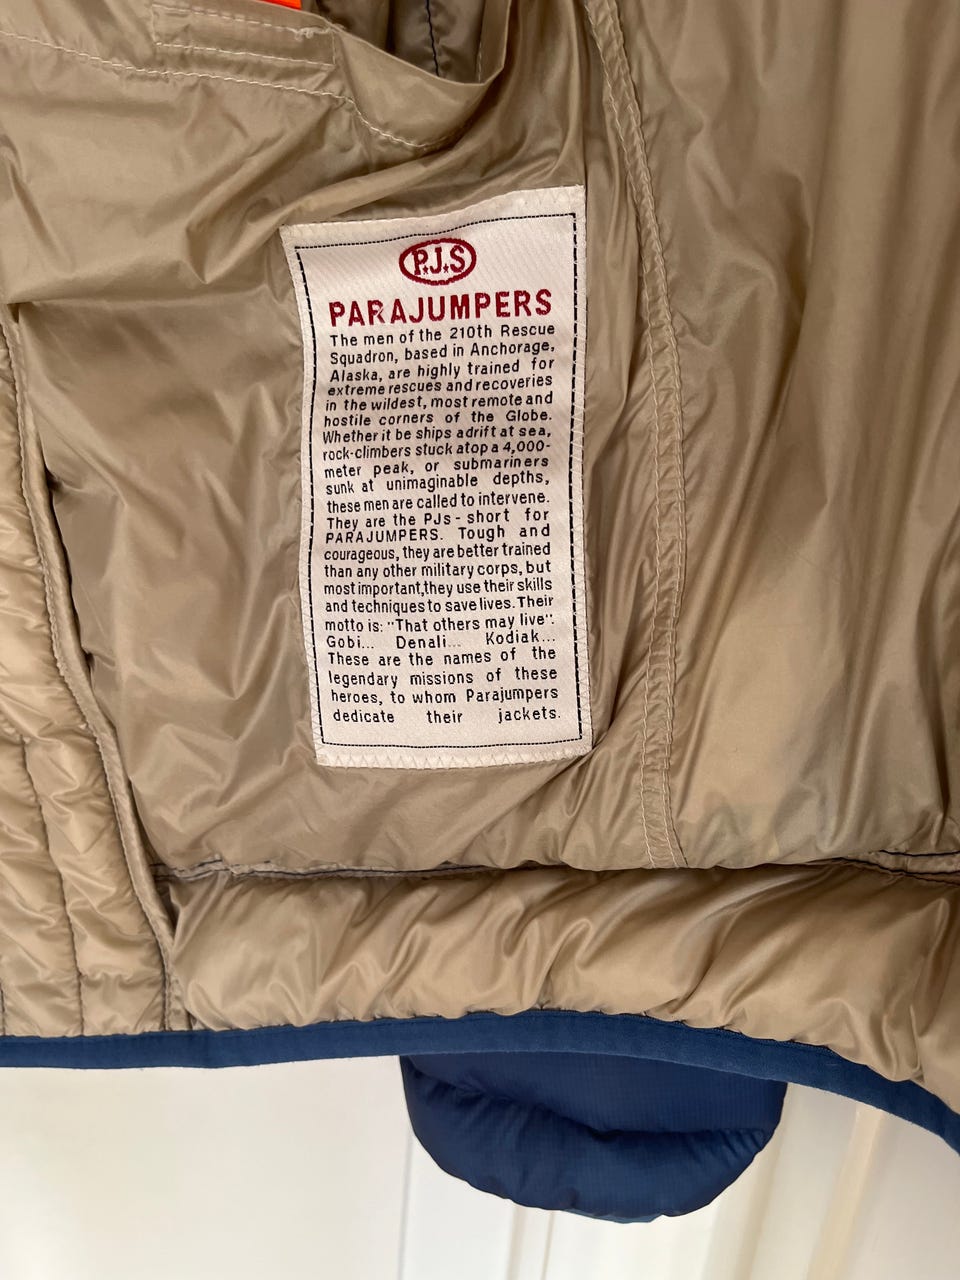 P.J.S
PARAJUMPERS
The men of the 210th Rescue
Squadron, based in Anchorage,
Alaska, are highly trained for
extreme rescues and recoveries
in the wildest, most remote and
hostile corners of the Globe.
Whether it be ships adrift at sea,
rock-climbers stuck atop a 4,000-
meter peak, or submariners
sunk at unimaginable depths,
these men are called to intervene.
They are the PJs - short for
PARAJUMPERS. Tough and
courageous, they are better trained
than any other military corps, but
most important,they use their skills
and techniques to save lives. Their
motto is: "That others may live".
Gobi... Denali... Kodiak...
These are the names of the
legendary missions of these
heroes, to whom Parajumpers
dedicate their jackets.